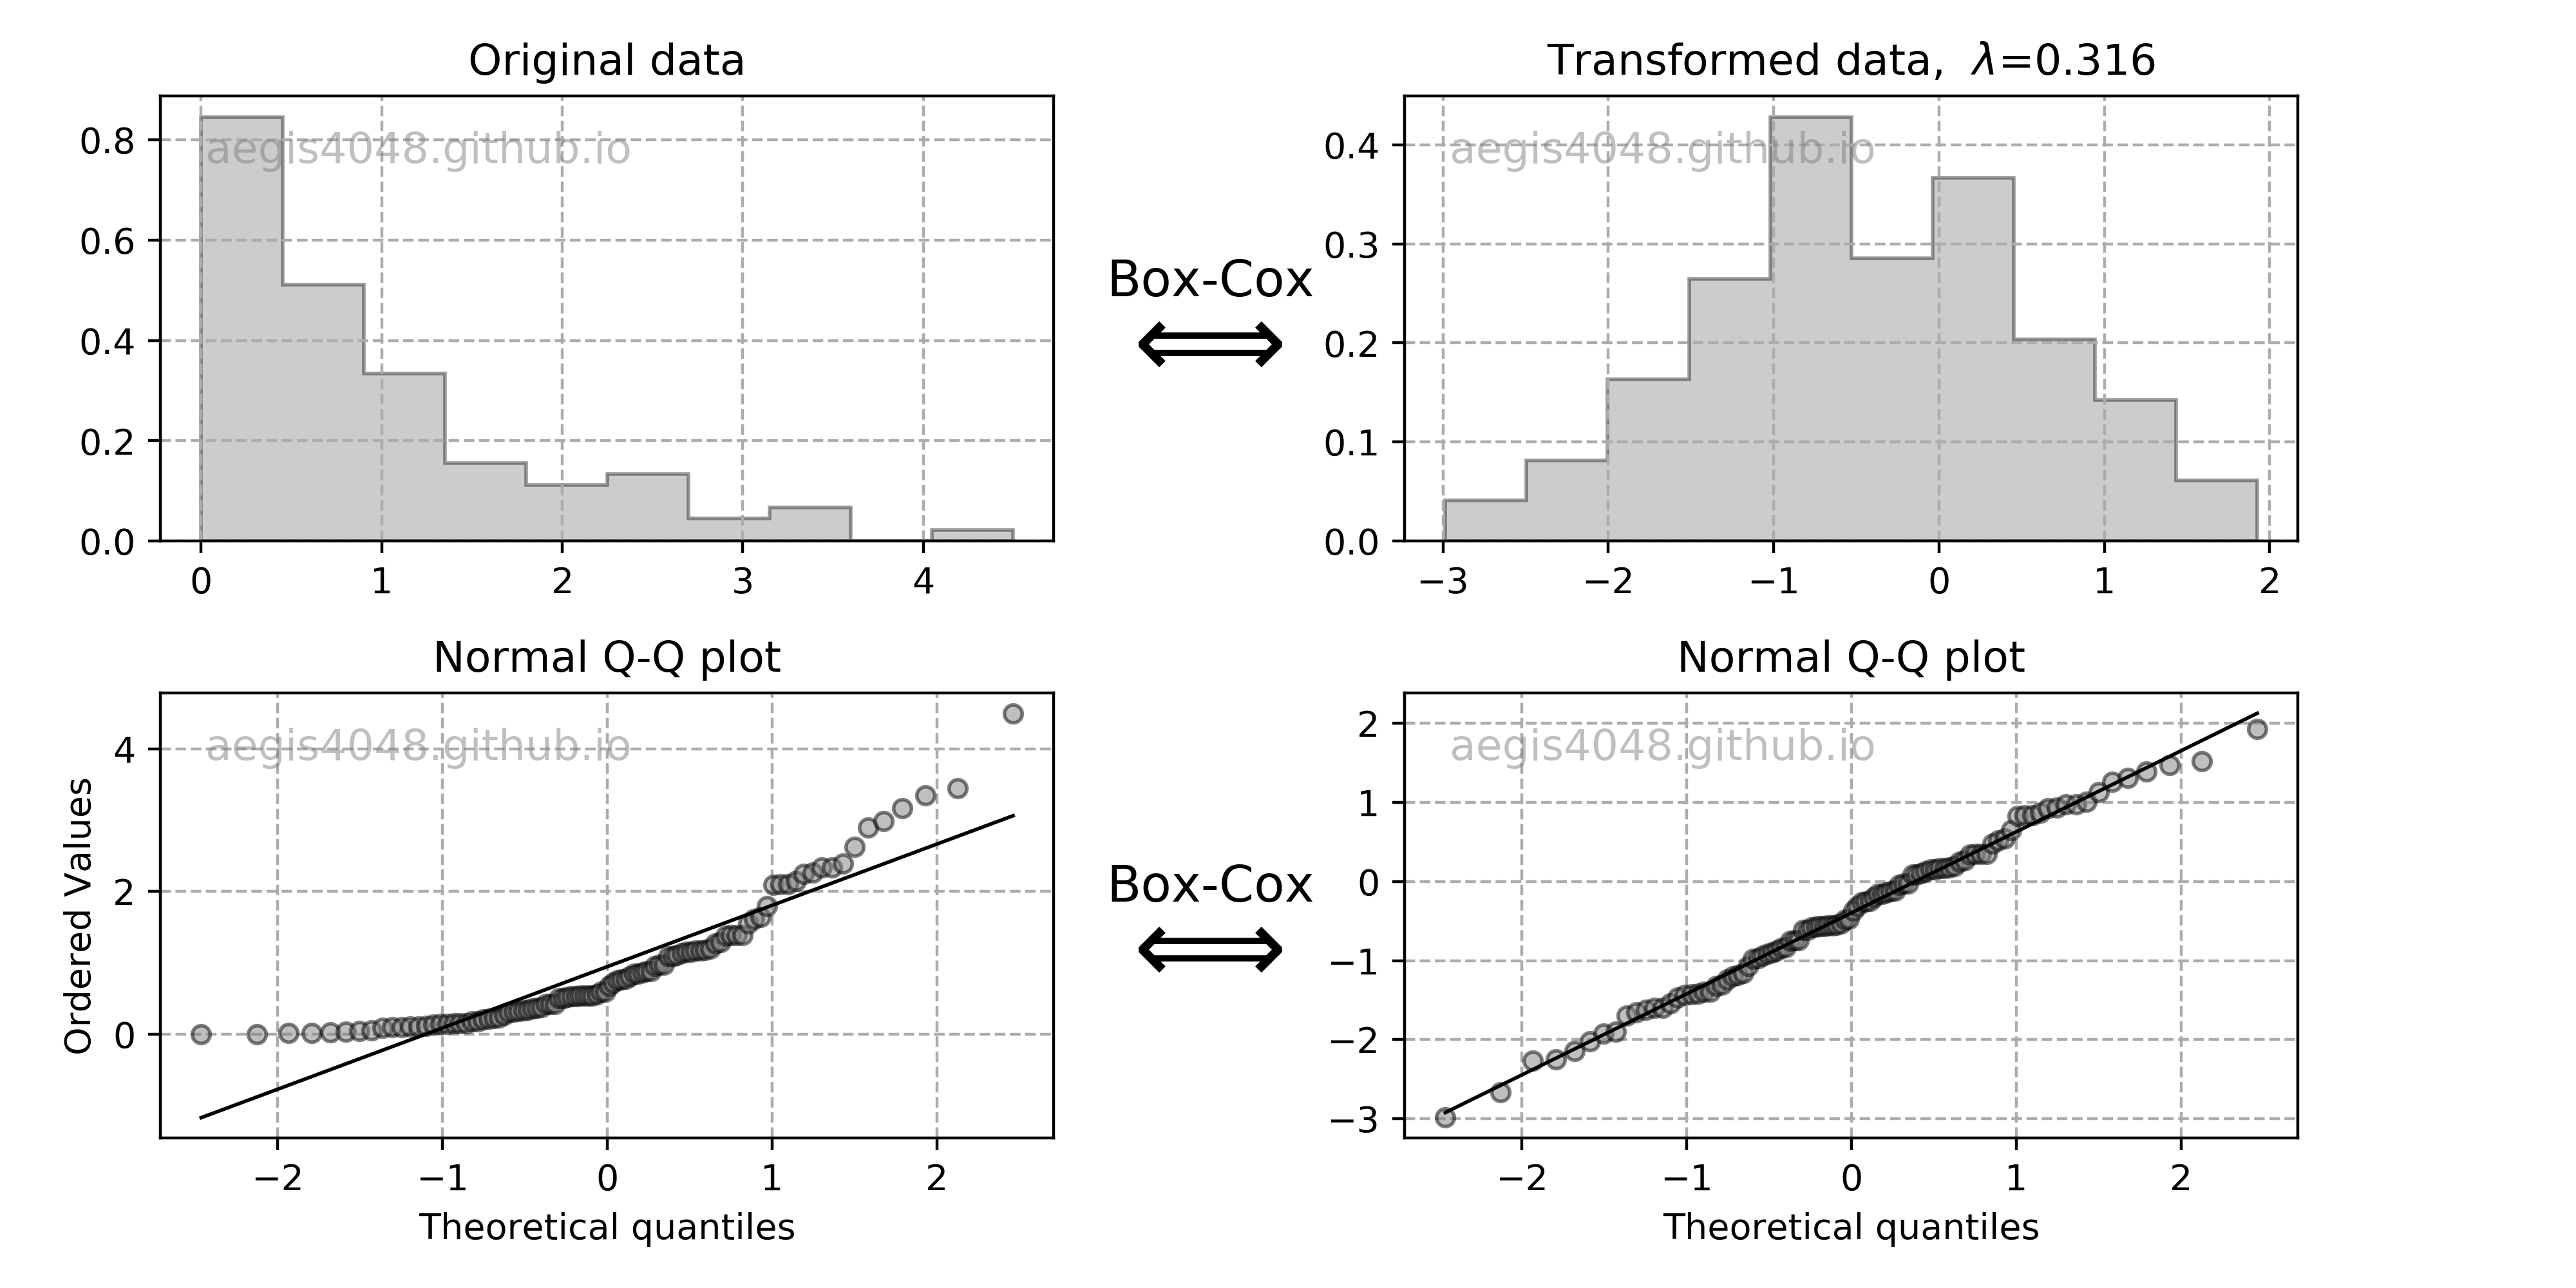 Original data
aegis4048.github.io
0.8
0.6
0.4
0.2
0.0
0 1 2 3 4
Box-Cox
Transformed data, λ=0.316
aegis4048.github.io
0.4
0.3
0.2
0.1
0.0
−3 −2 −1 0 1 2
Normal Q-Q plot
aegis4048.github.io
Ordered Values
4
2
0
−2 −1 0 1 2
Theoretical quantiles
Box-Cox
Normal Q-Q plot
aegis4048.github.io
2
1
0
−1
−2
−3
−2 −1 0 1 2
Theoretical quantiles